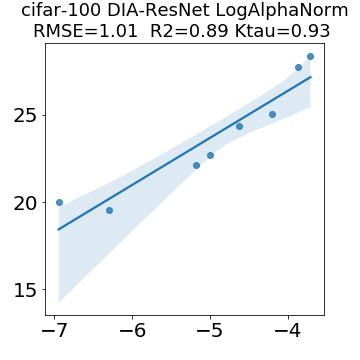 cifar-100 DIA-ResNet LogAlphaNorm
RMSE=1.01 R2=0.89 Ktau=0.93
25
20
15
−7 −6 −5 −4